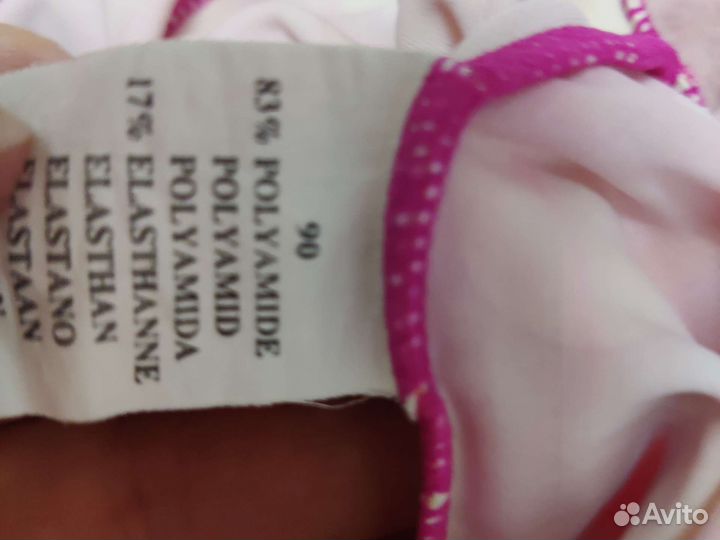 90
83% POLYAMIDE
POLYAMID
POLYAMIDA
17% ELASTHANNE
ELASTHAN
ELASTANO
ELASTAAN
Avito